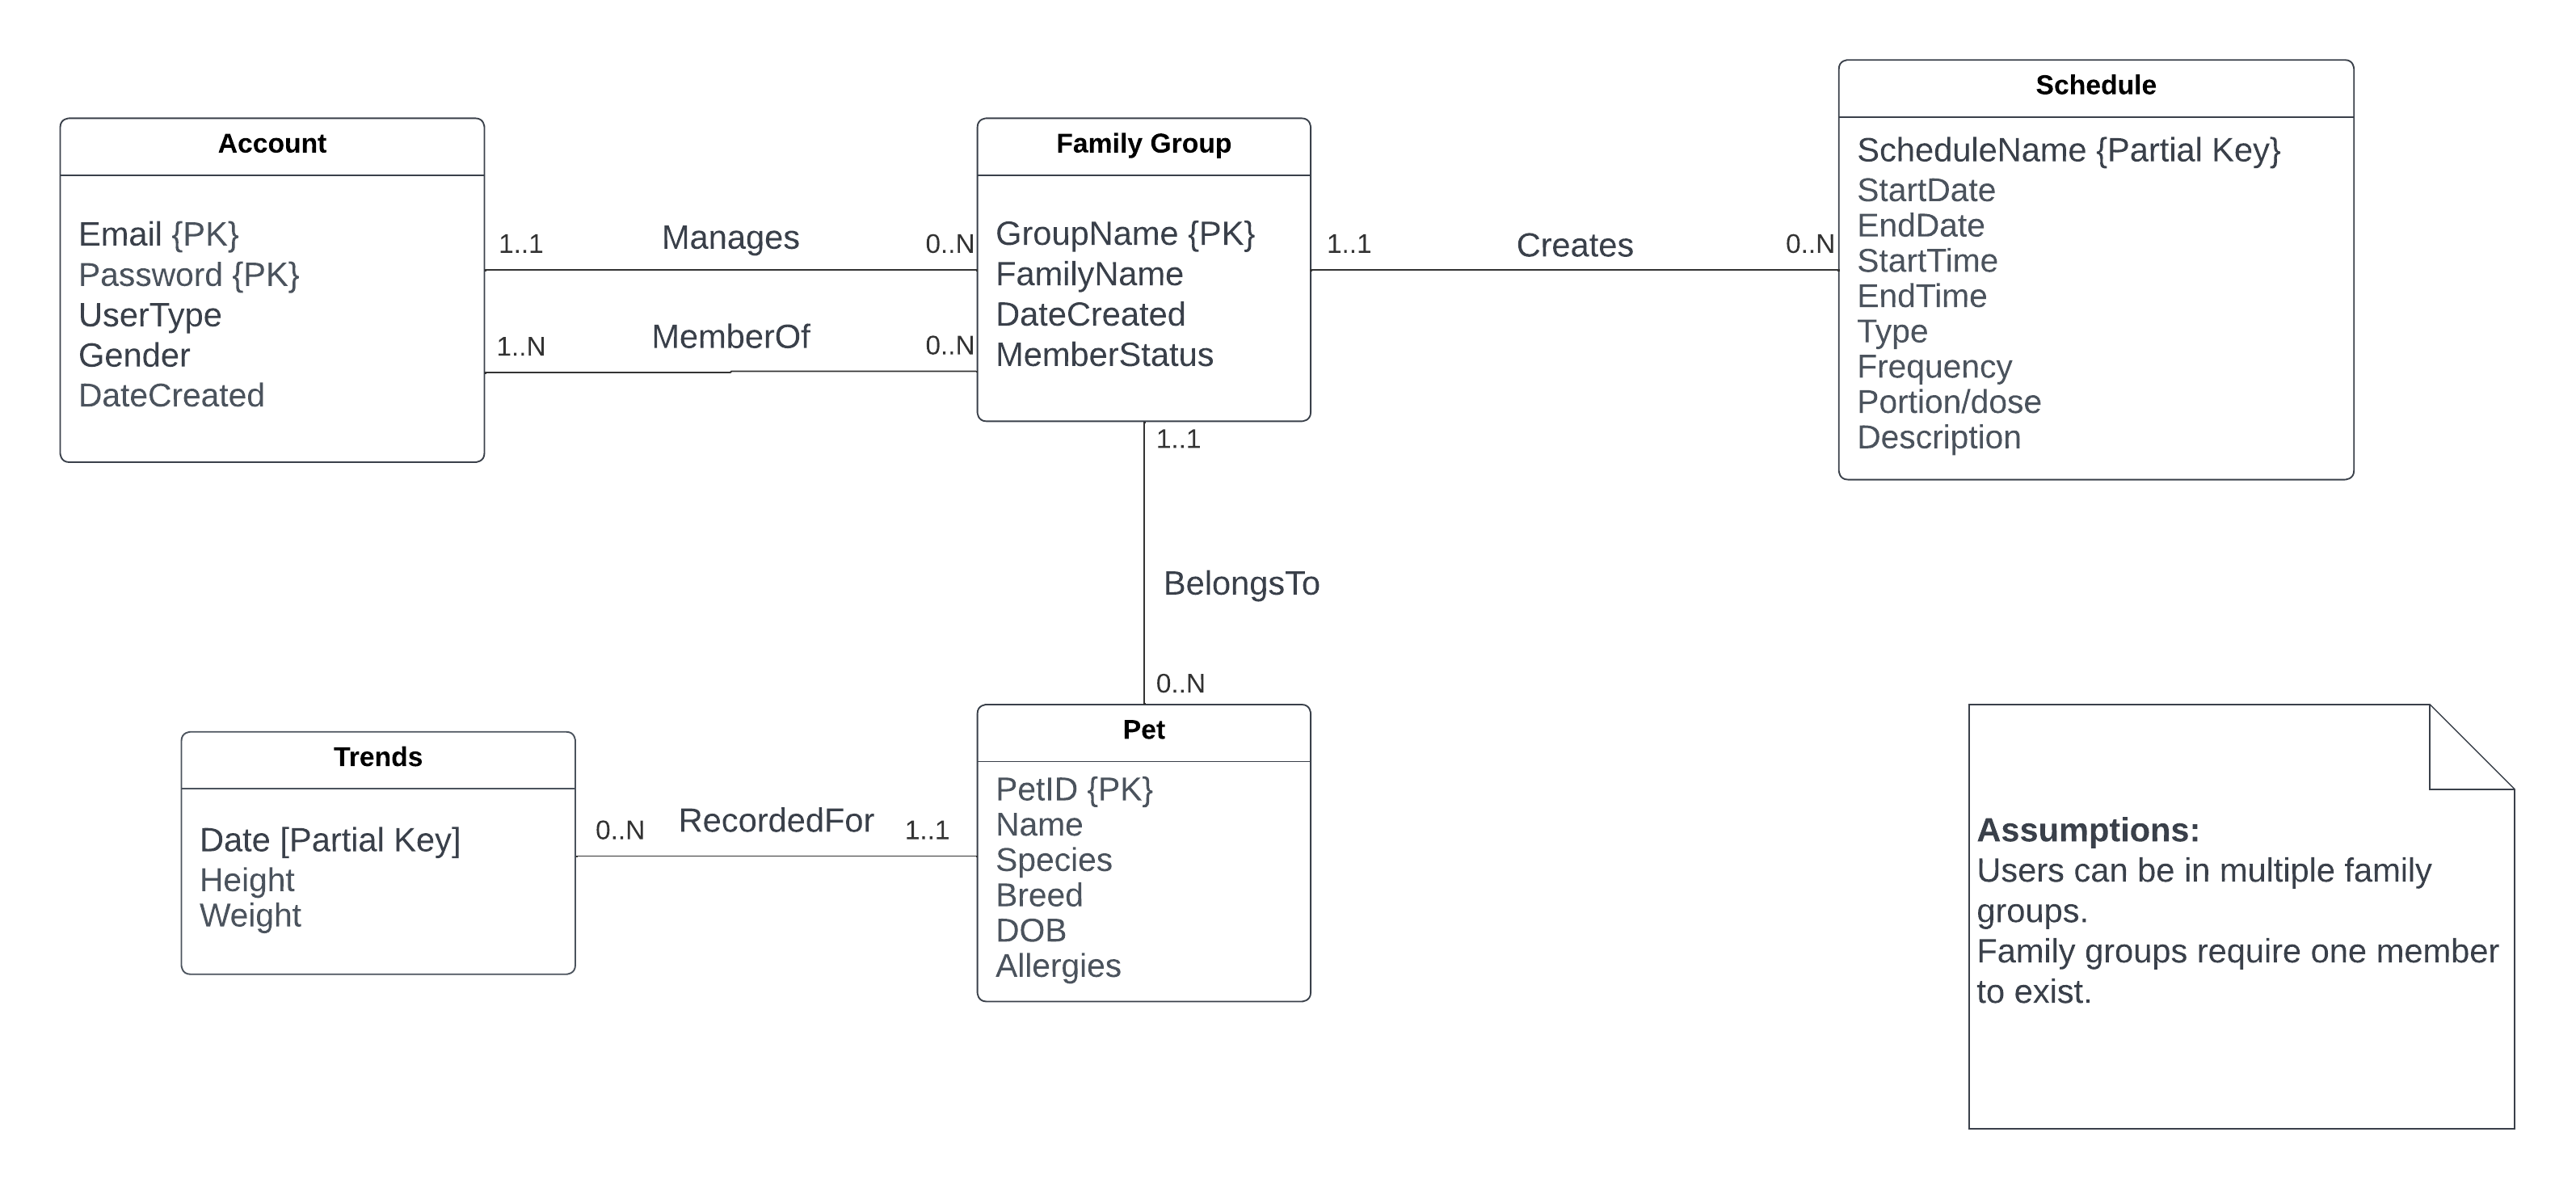 Account
Email {PK}
Password {PK}
UserType
Gender
DateCreated
1..1
Manages
0..N
1..N
MemberOf
0..N
Family Group
GroupName {PK}
FamilyName
DateCreated
MemberStatus
1..1
Creates
0..N
Schedule
ScheduleName {Partial Key}
StartDate
EndDate
StartTime
EndTime
Type
Frequency
Portion/dose
Description
1..1
BelongsTo
0..N
Trends
Date [Partial Key]
Height
Weight
0..N
RecordedFor
1..1
Pet
PetID {PK}
Name
Species
Breed
DOB
Allergies
Assumptions:
Users can be in multiple family
groups.
Family groups require one member
to exist.